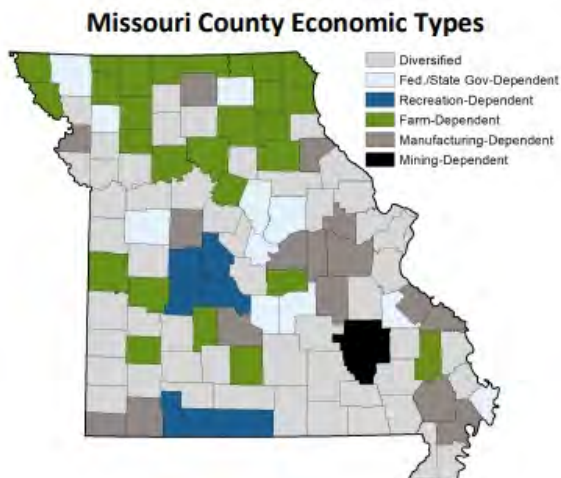 Missouri County Economic Types
Diversified
Fed./State Gov-Dependent
Recreation-Dependent
Farm-Dependent
Manufacturing-Dependent
Mining-Dependent